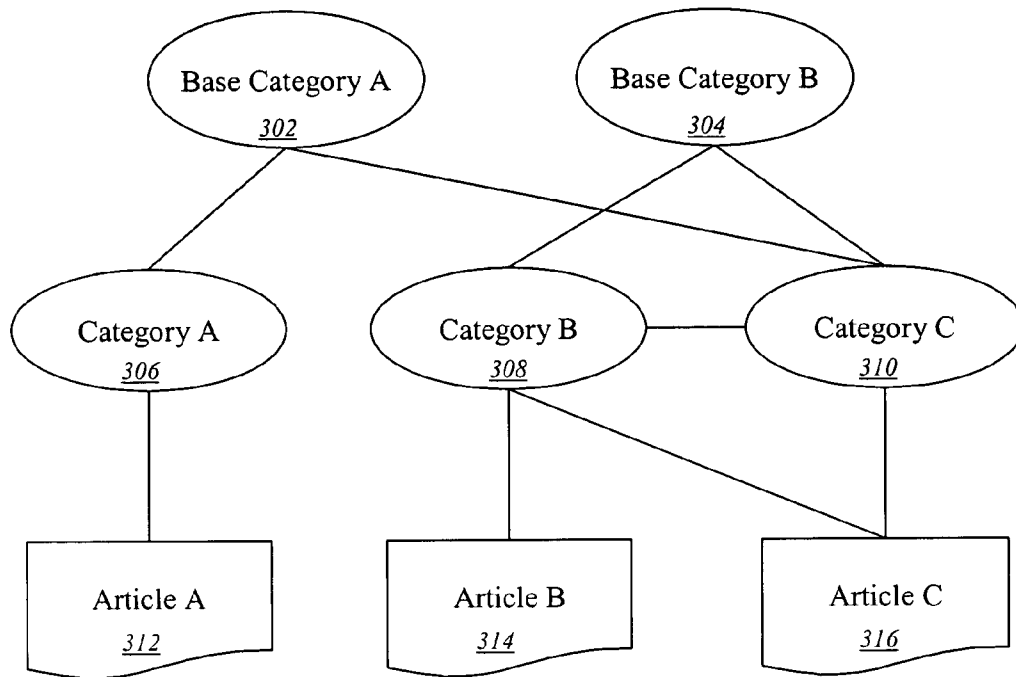 Base Category A
302
Base Category B
304
Category A
306
Category B
308
Category C
310
Article A
312
Article B
314
Article C
316